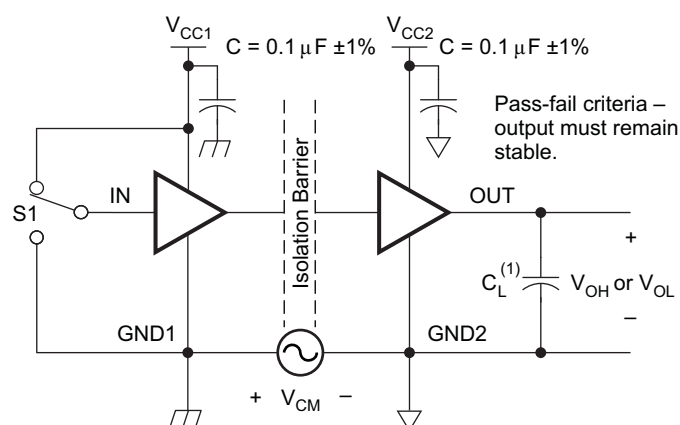 VCC1
C = 0.1 μF ±1%
VCC2
C = 0.1 μF ±1%
Pass-fail criteria –
output must remain
stable.
Isolation Barrier
IN
OUT
S1
+
CL(1)
VOH or VOL
–
GND1
GND2
+ VCM –